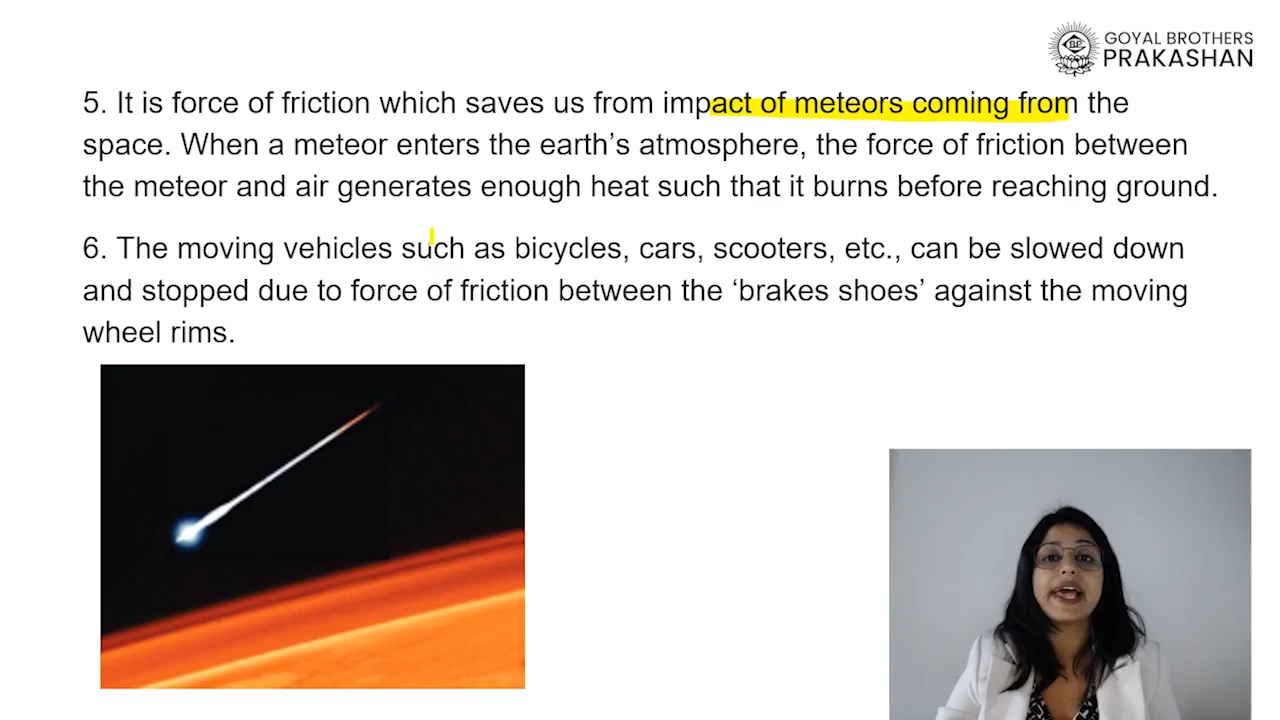 GOYAL BROTHERS
PRAKASHAN
5. It is force of friction which saves us from impact of meteors coming from the
space. When a meteor enters the earth’s atmosphere, the force of friction between
the meteor and air generates enough heat such that it burns before reaching ground.
6. The moving vehicles such as bicycles, cars, scooters, etc., can be slowed down
and stopped due to force of friction between the ‘brakes shoes’ against the moving
wheel rims.